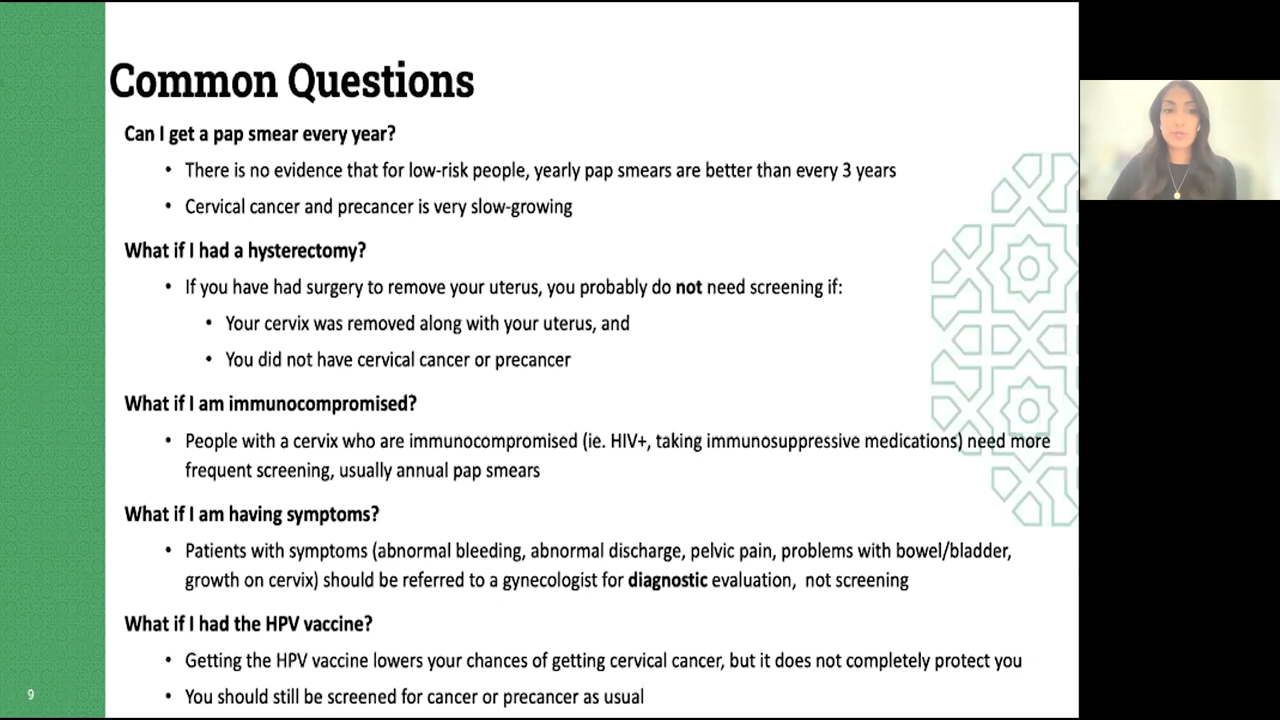 Common Questions
Can I get a pap smear every year?
• There is no evidence that for low-risk people, yearly pap smears are better than every 3 years
• Cervical cancer and precancer is very slow-growing
What if I had a hysterectomy?
• If you have had surgery to remove your uterus, you probably do not need screening if:
• Your cervix was removed along with your uterus, and
• You did not have cervical cancer or precancer
What if I am immunocompromised?
• People with a cervix who are immunocompromised (ie. HIV+, taking immunosuppressive medications) need more
frequent screening, usually annual pap smears
What if I am having symptoms?
• Patients with symptoms (abnormal bleeding, abnormal discharge, pelvic pain, problems with bowel/bladder,
growth on cervix) should be referred to a gynecologist for diagnostic evaluation, not screening
What if I had the HPV vaccine?
• Getting the HPV vaccine lowers your chances of getting cervical cancer, but it does not completely protect you
• You should still be screened for cancer or precancer as usual
9